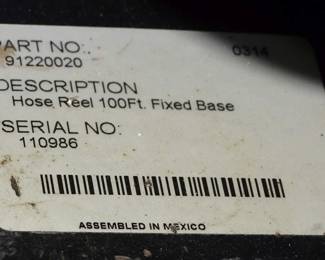 PART NO:.
0314
91220020
DESCRIPTION
Hose Reel 100Ft. Fixed Base
SERIAL NO:
110986
ASSEMBLED IN MEXICO